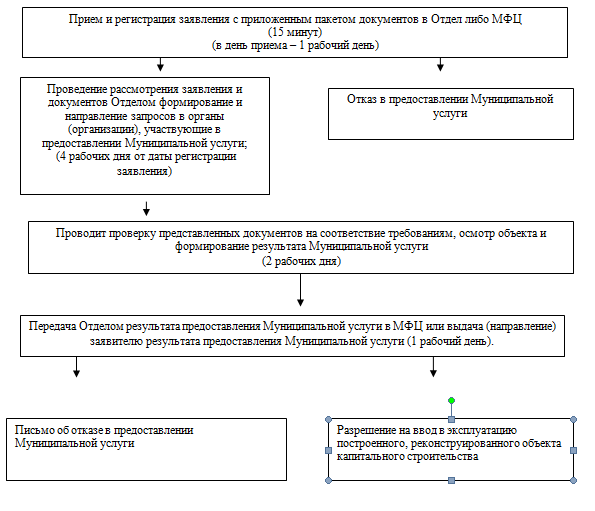 Прием и регистрация заявления с приложенным пакетом документов в Отдел либо МФЦ
(15 минут)
(в день приема – 1 рабочий день)
Проведение рассмотрения заявления и
документов Отделом формирование и
направление запросов в органы
(организации), участвующие в
предоставлении Муниципальной услуги;
(4 рабочих дня от даты регистрации
заявления)
Отказ в предоставлении Муниципальной
услуги
Проводит проверку представленных документов на соответствие требованиям, осмотр объекта и
формирование результата Муниципальной услуги
(2 рабочих дня)
Передача Отделом результата предоставления Муниципальной услуги в МФЦ или выдача (направление)
заявителю результата предоставления Муниципальной услуги (1 рабочий день).
Письмо об отказе в предоставлении
Муниципальной услуги
Разрешение на ввод в эксплуатацию
построенного, реконструированного объекта
капитального строительства